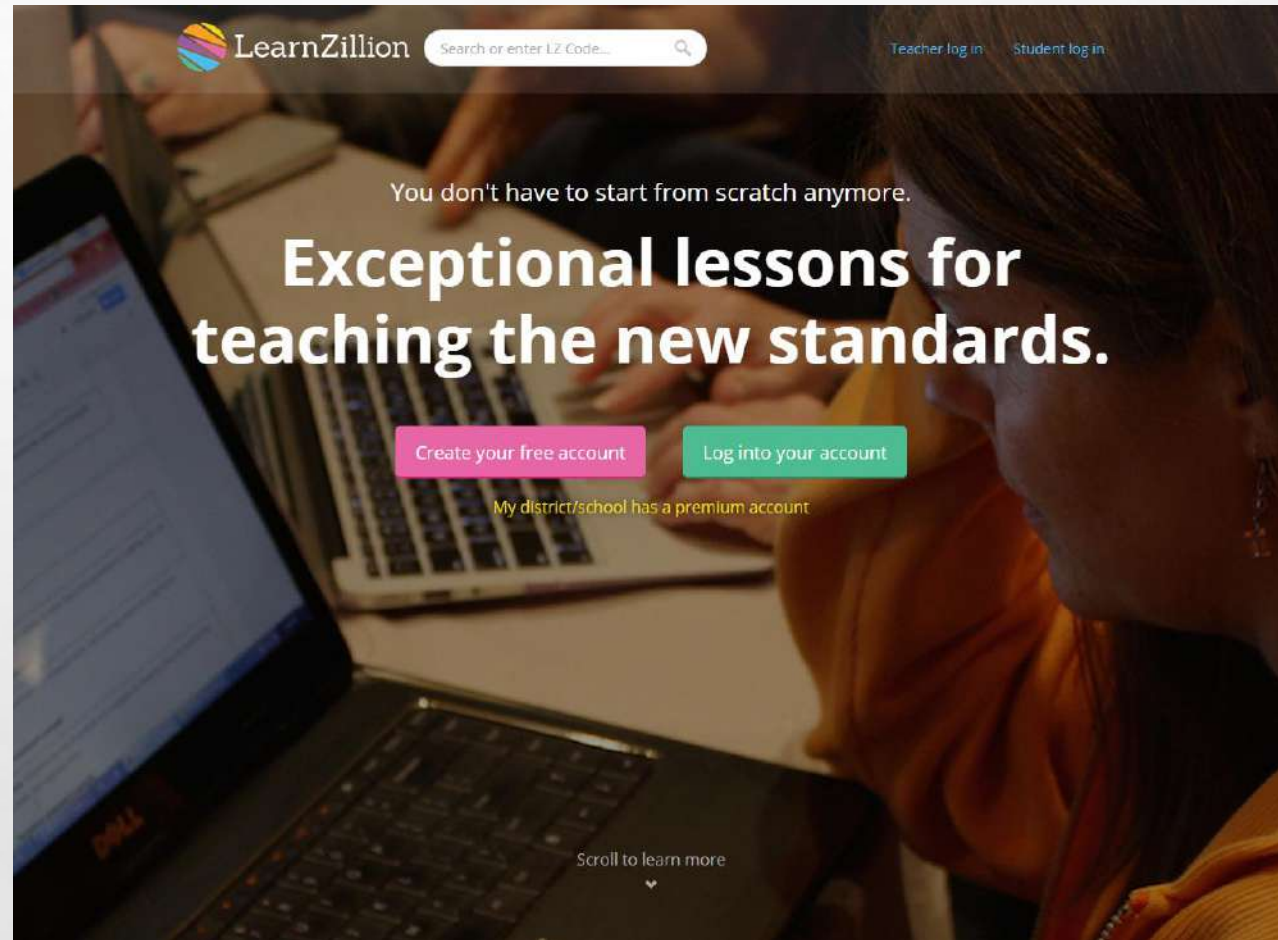 LearnZillion
Search or enter LZ Code...
Teacher log in
Student log in
You don't have to start from scratch anymore.
Exceptional lessons for
teaching the new standards.
Create your free account
Log into your account
My district/school has a premium account
DELL
Scroll to learn more